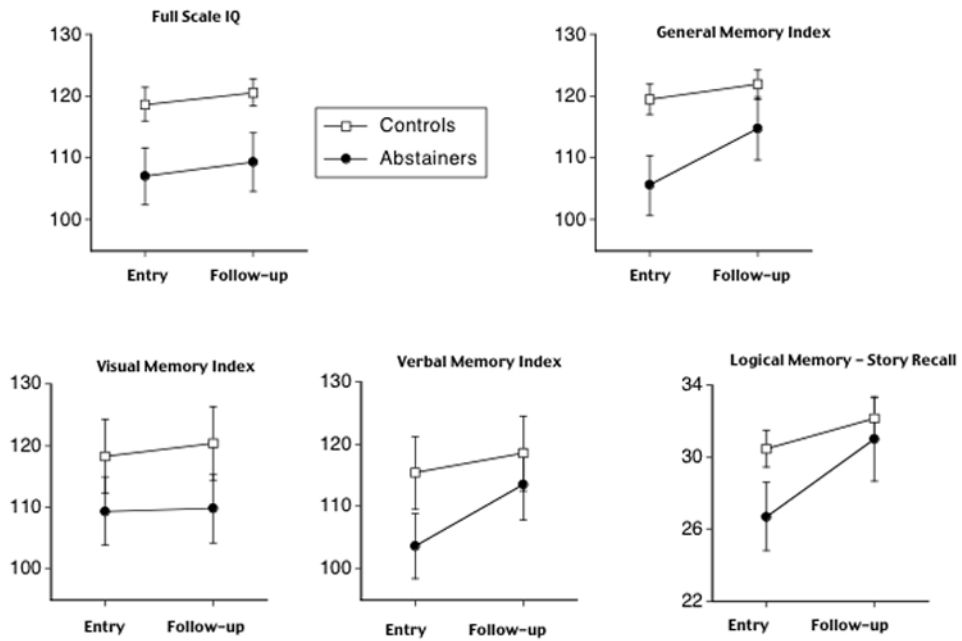 Full Scale IQ
130
120
110
100
Entry Follow-up
Controls
Abstainers
General Memory Index
130
120
110
100
Entry Follow-up
Visual Memory Index
130
120
110
100
Entry Follow-up
Verbal Memory Index
130
120
110
100
Entry Follow-up
Logical Memory - Story Recall
34
30
26
22
Entry Follow-up